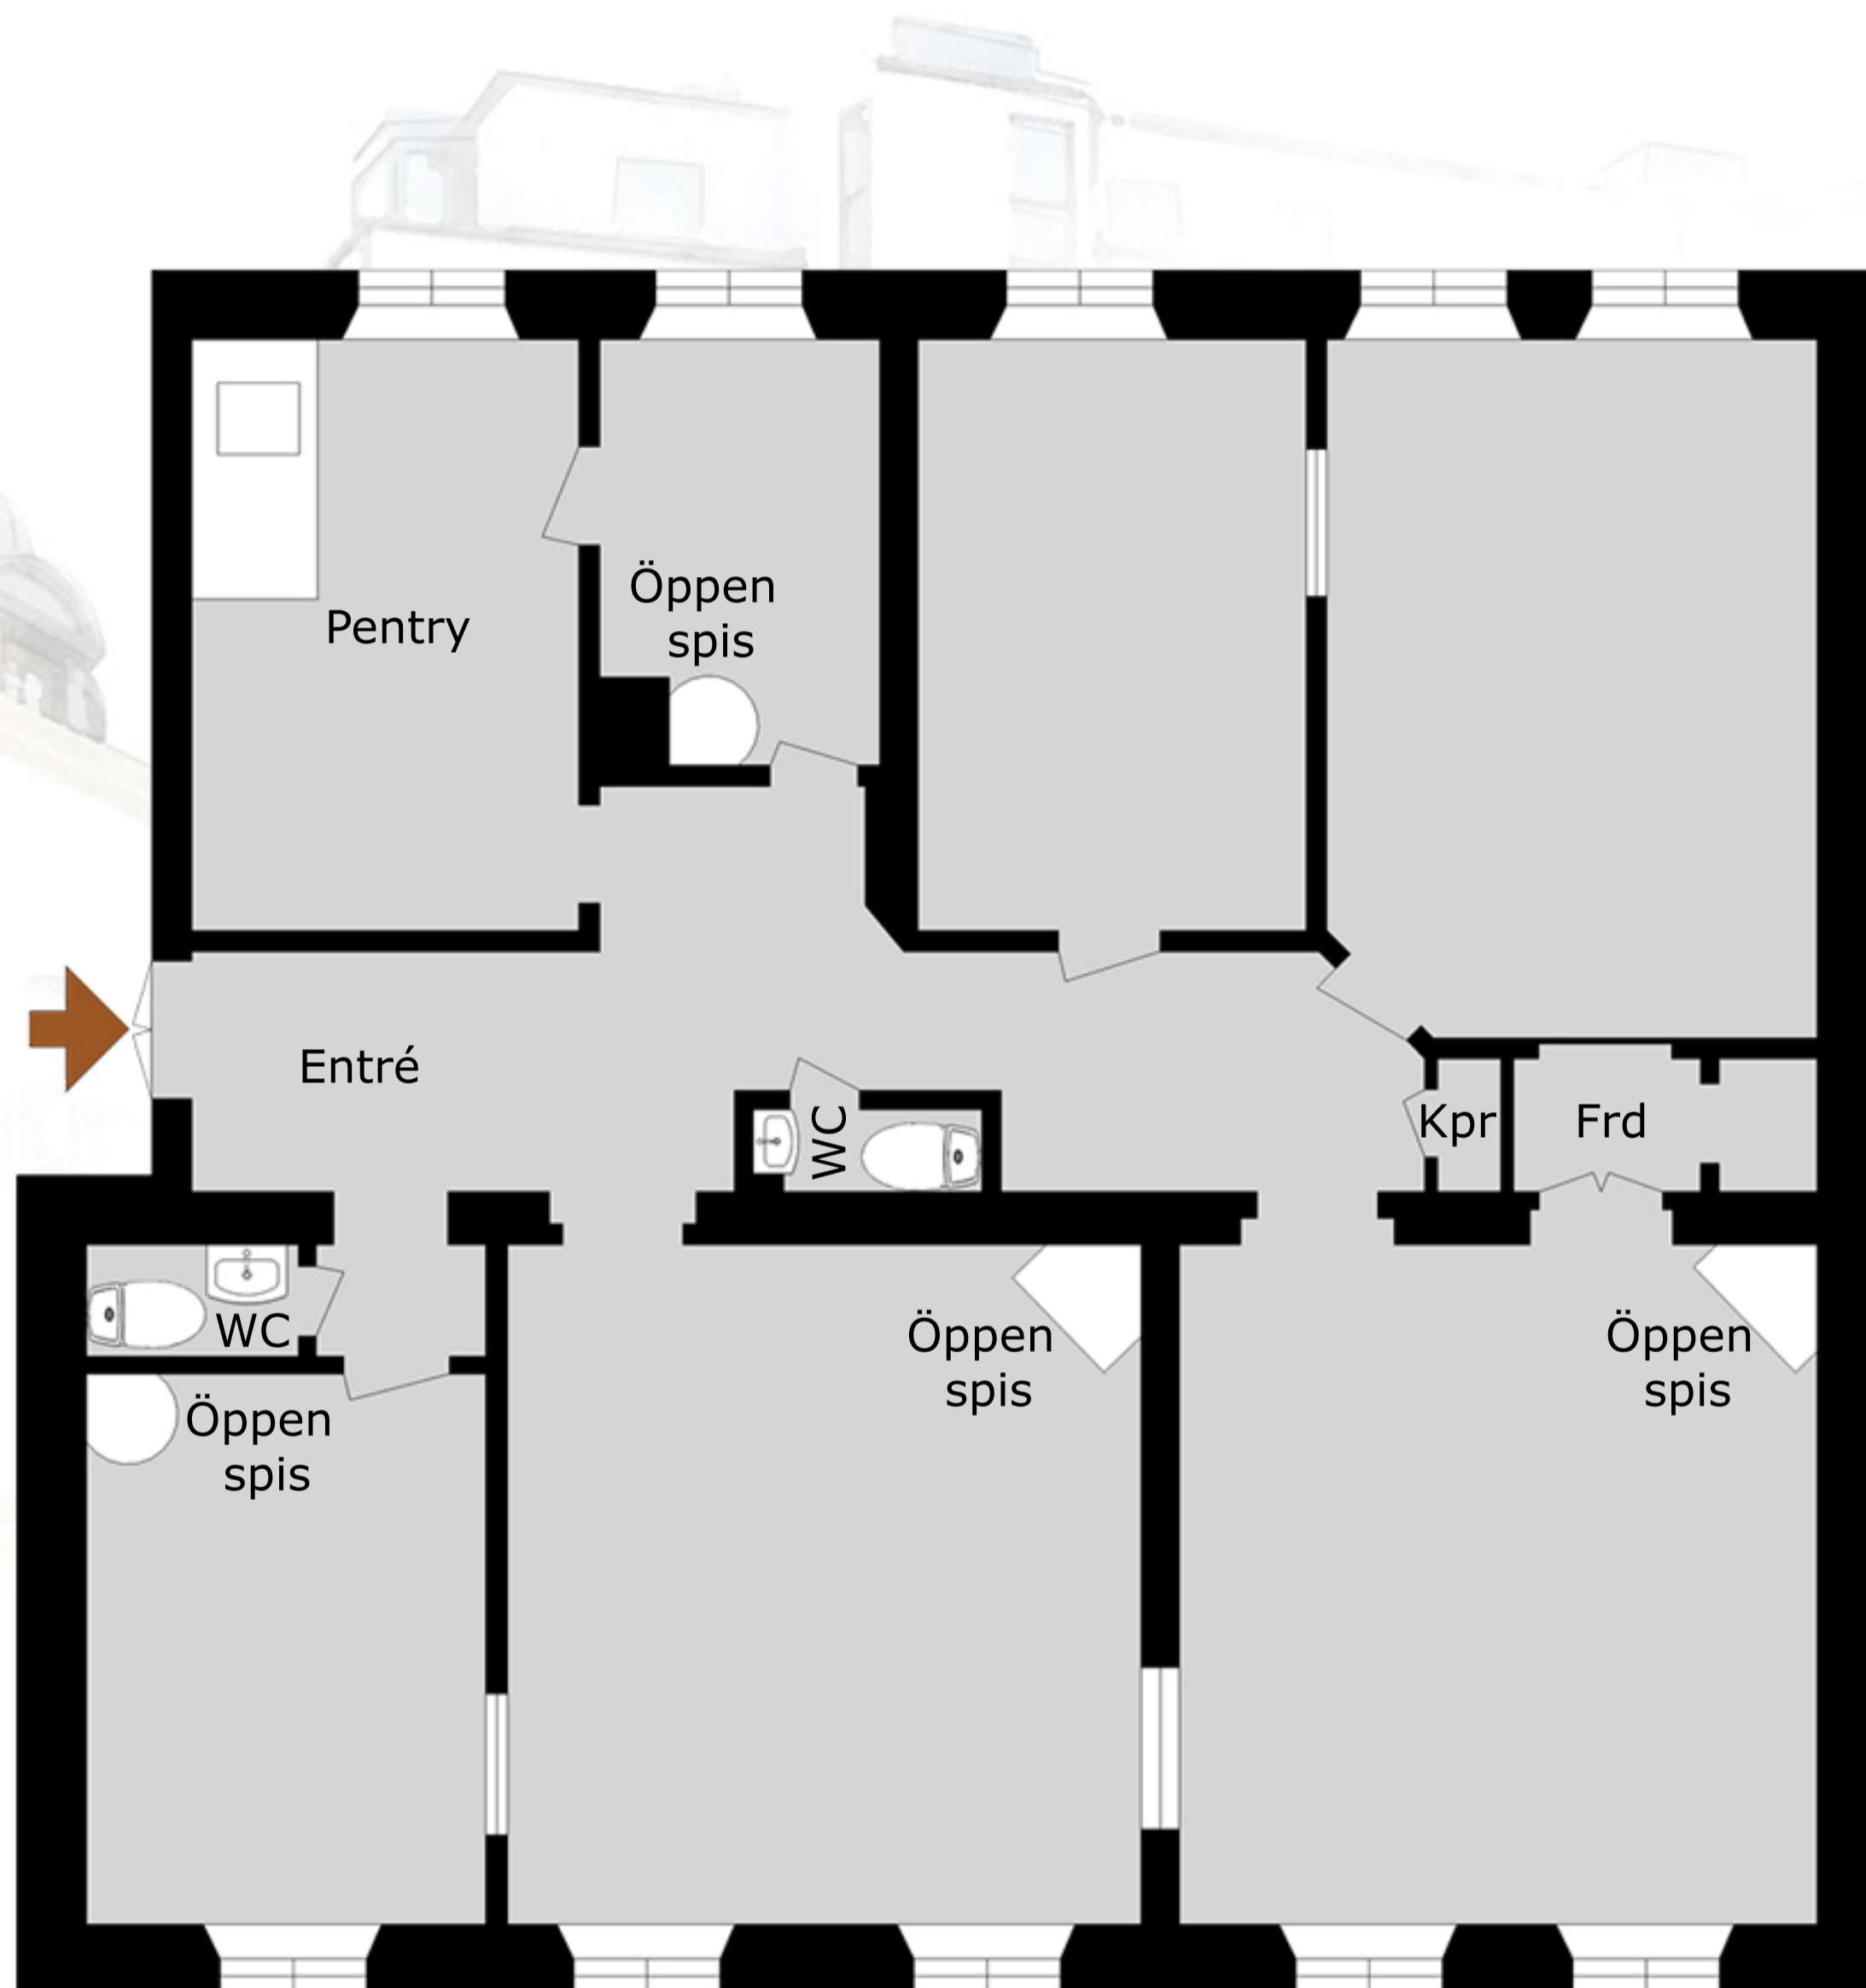 Öppen
spis
Pentry
Entré
WC
Kpr
Frd
WC
Öppen
spis
Öppen
spis
Öppen
spis